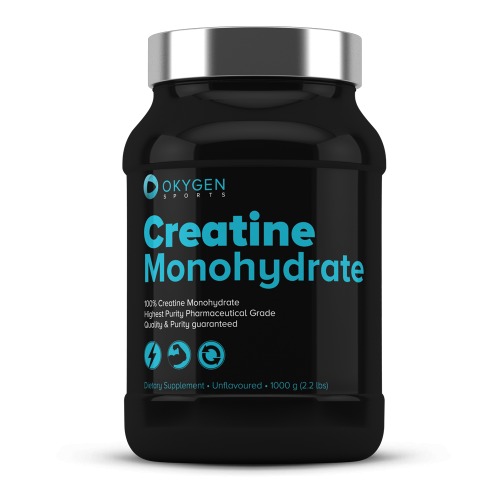 OKYGEN
SPORTS
Creatine
Monohydrate
100% Creatine Monohydrate
Highest Purity Pharmaceutical Grade
Quality & Purity guaranteed
Dietary Supplement • Unflavoured • 1000 g (2.2 lbs)